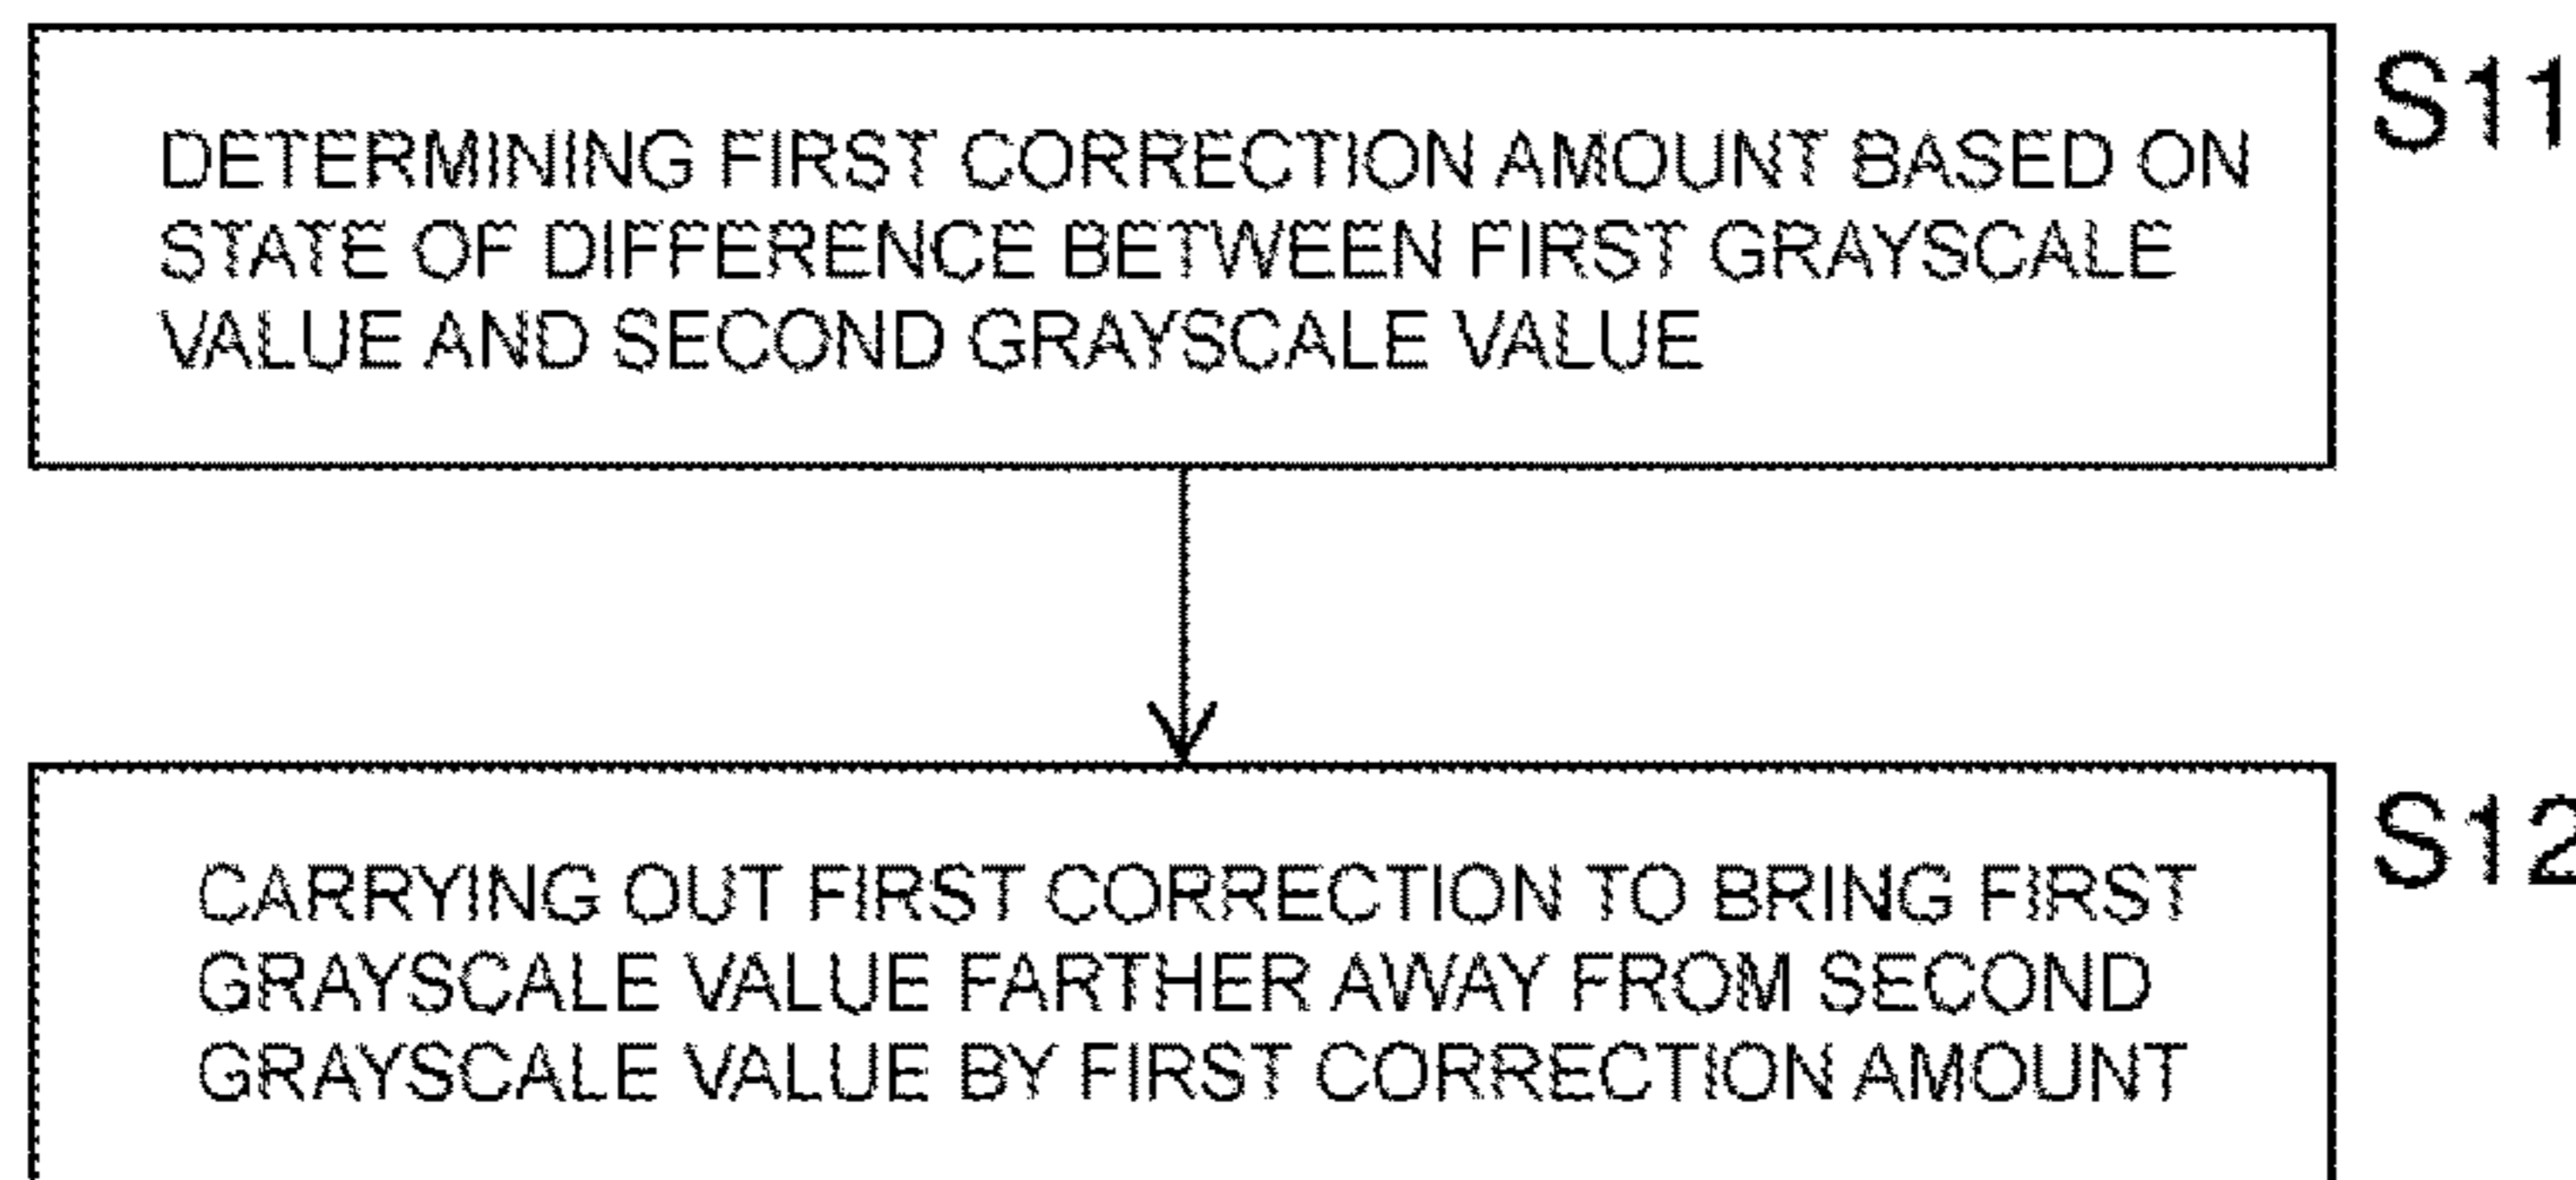 DETERMINING FIRST CORRECTION AMOUNT BASED ON
STATE OF DIFFERENCE BETWEEN FIRST GRAYSCALE
VALUE AND SECOND GRAYSCALE VALUE
S11
CARRYING OUT FIRST CORRECTION TO BRING FIRST
GRAYSCALE VALUE FARTHER AWAY FROM SECOND
GRAYSCALE VALUE BY FIRST CORRECTION AMOUNT
S12